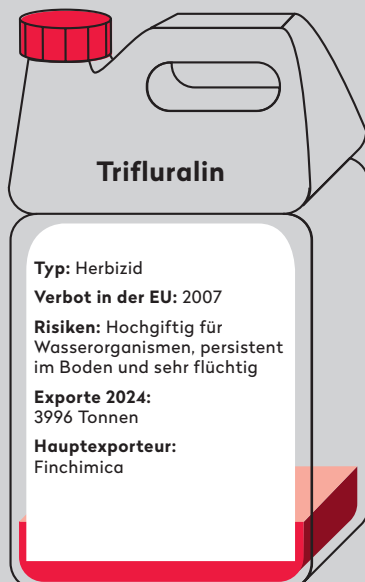 Trifluralin
Typ: Herbizid
Verbot in der EU: 2007
Risiken: Hochgiftig für
Wasserorganismen, persistent
im Boden und sehr flüchtig
Exporte 2024:
3996 Tonnen
Hauptexporteur:
Finchimica